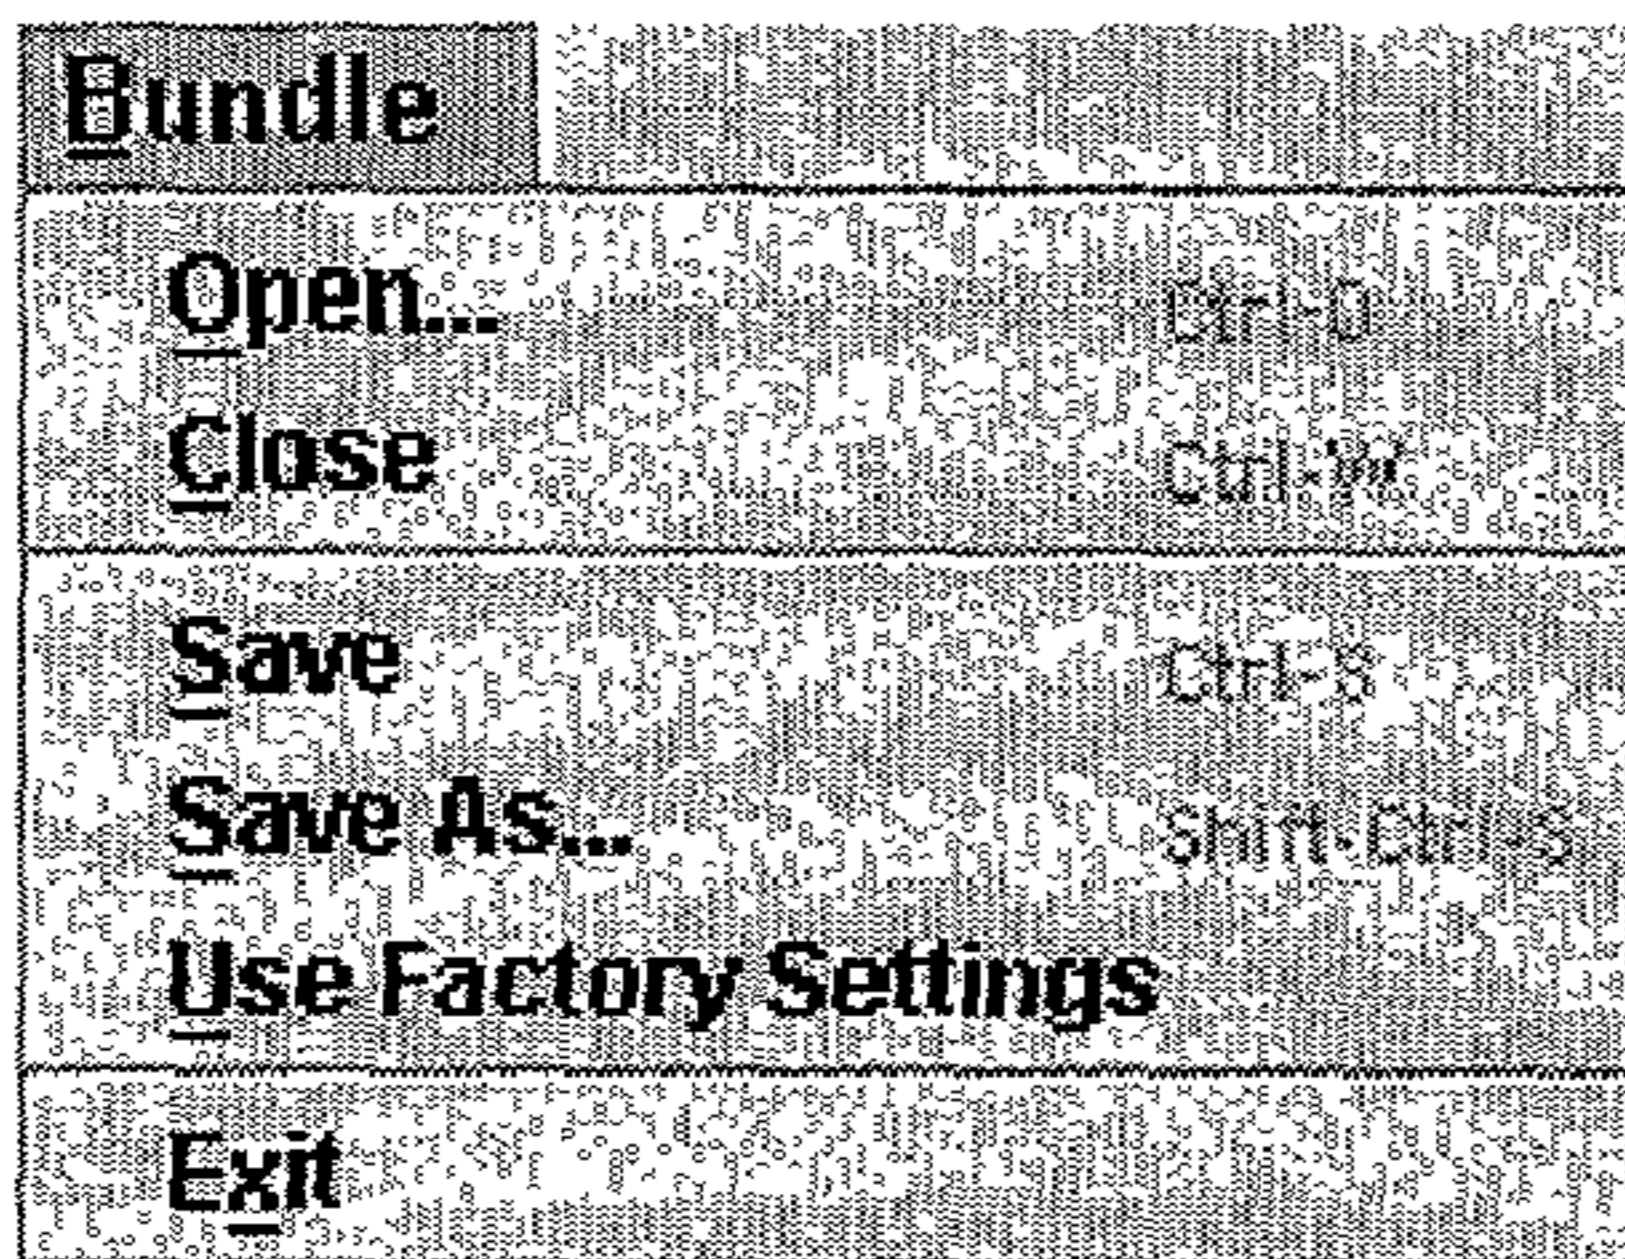 Bundle
Open... Ctrl-O
Close Ctrl-W
Save Ctrl-S
Save As... Shift-Ctrl-S
Use Factory Settings
Exit